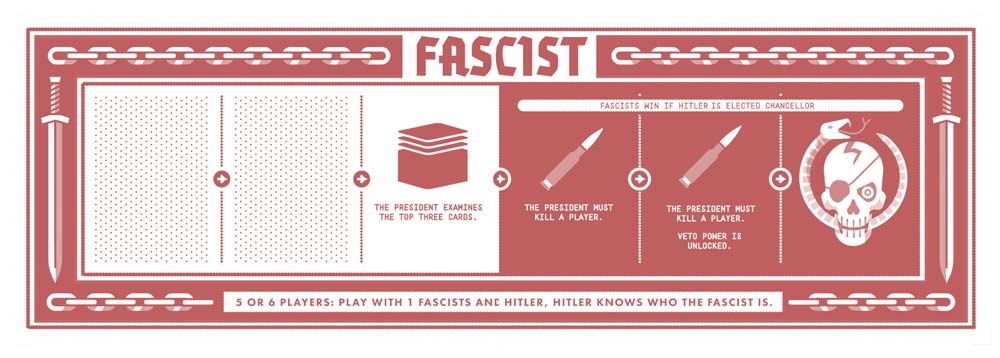 FASCIST
FASCISTS WIN IF HITLER IS ELECTED CHANCELLOR
THE PRESIDENT EXAMINES
THE TOP THREE CARDS.
THE PRESIDENT MUST
KILL A PLAYER.
THE PRESIDENT MUST
KILL A PLAYER.
VETO POWER IS
UNLOCKED.
5 OR 6 PLAYERS: PLAY WITH 1 FASCISTS AND HITLER, HITLER KNOWS WHO THE FASCIST IS.